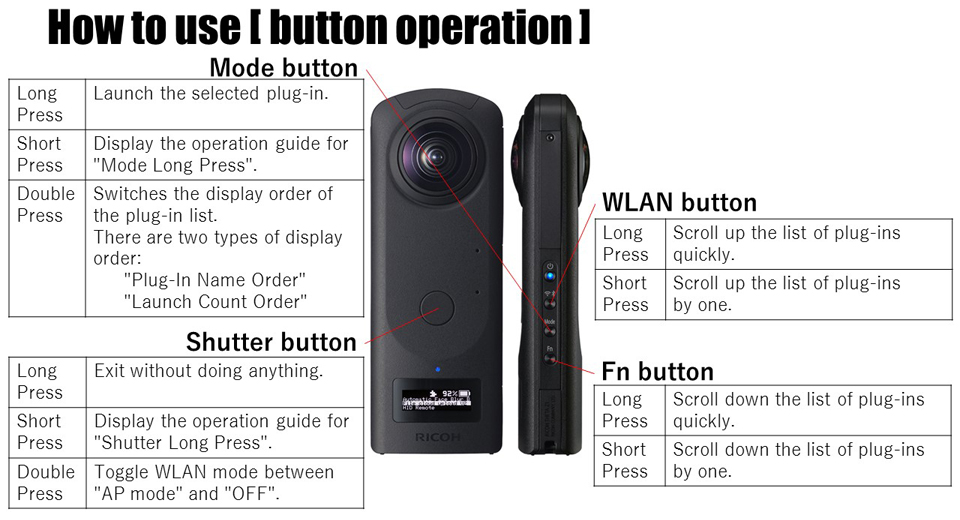 How to use [ button operation ]
Mode button
Long Press
Launch the selected plug-in.
Short Press
Display the operation guide for
"Mode Long Press".
Double Press
Switches the display order of
the plug-in list.
There are two types of display
order:
"Plug-In Name Order"
"Launch Count Order"
Shutter button
Long Press
Exit without doing anything.
Short Press
Display the operation guide for
"Shutter Long Press".
Double Press
Toggle WLAN mode between
"AP mode" and "OFF".
92%
Automatic Face Blur B
HID Remote
RICOH
Mode
Fn
WLAN button
Long Press
Scroll up the list of plug-ins
quickly.
Short Press
Scroll up the list of plug-ins
by one.
Fn button
Long Press
Scroll down the list of plug-ins
quickly.
Short Press
Scroll down the list of plug-ins
by one.